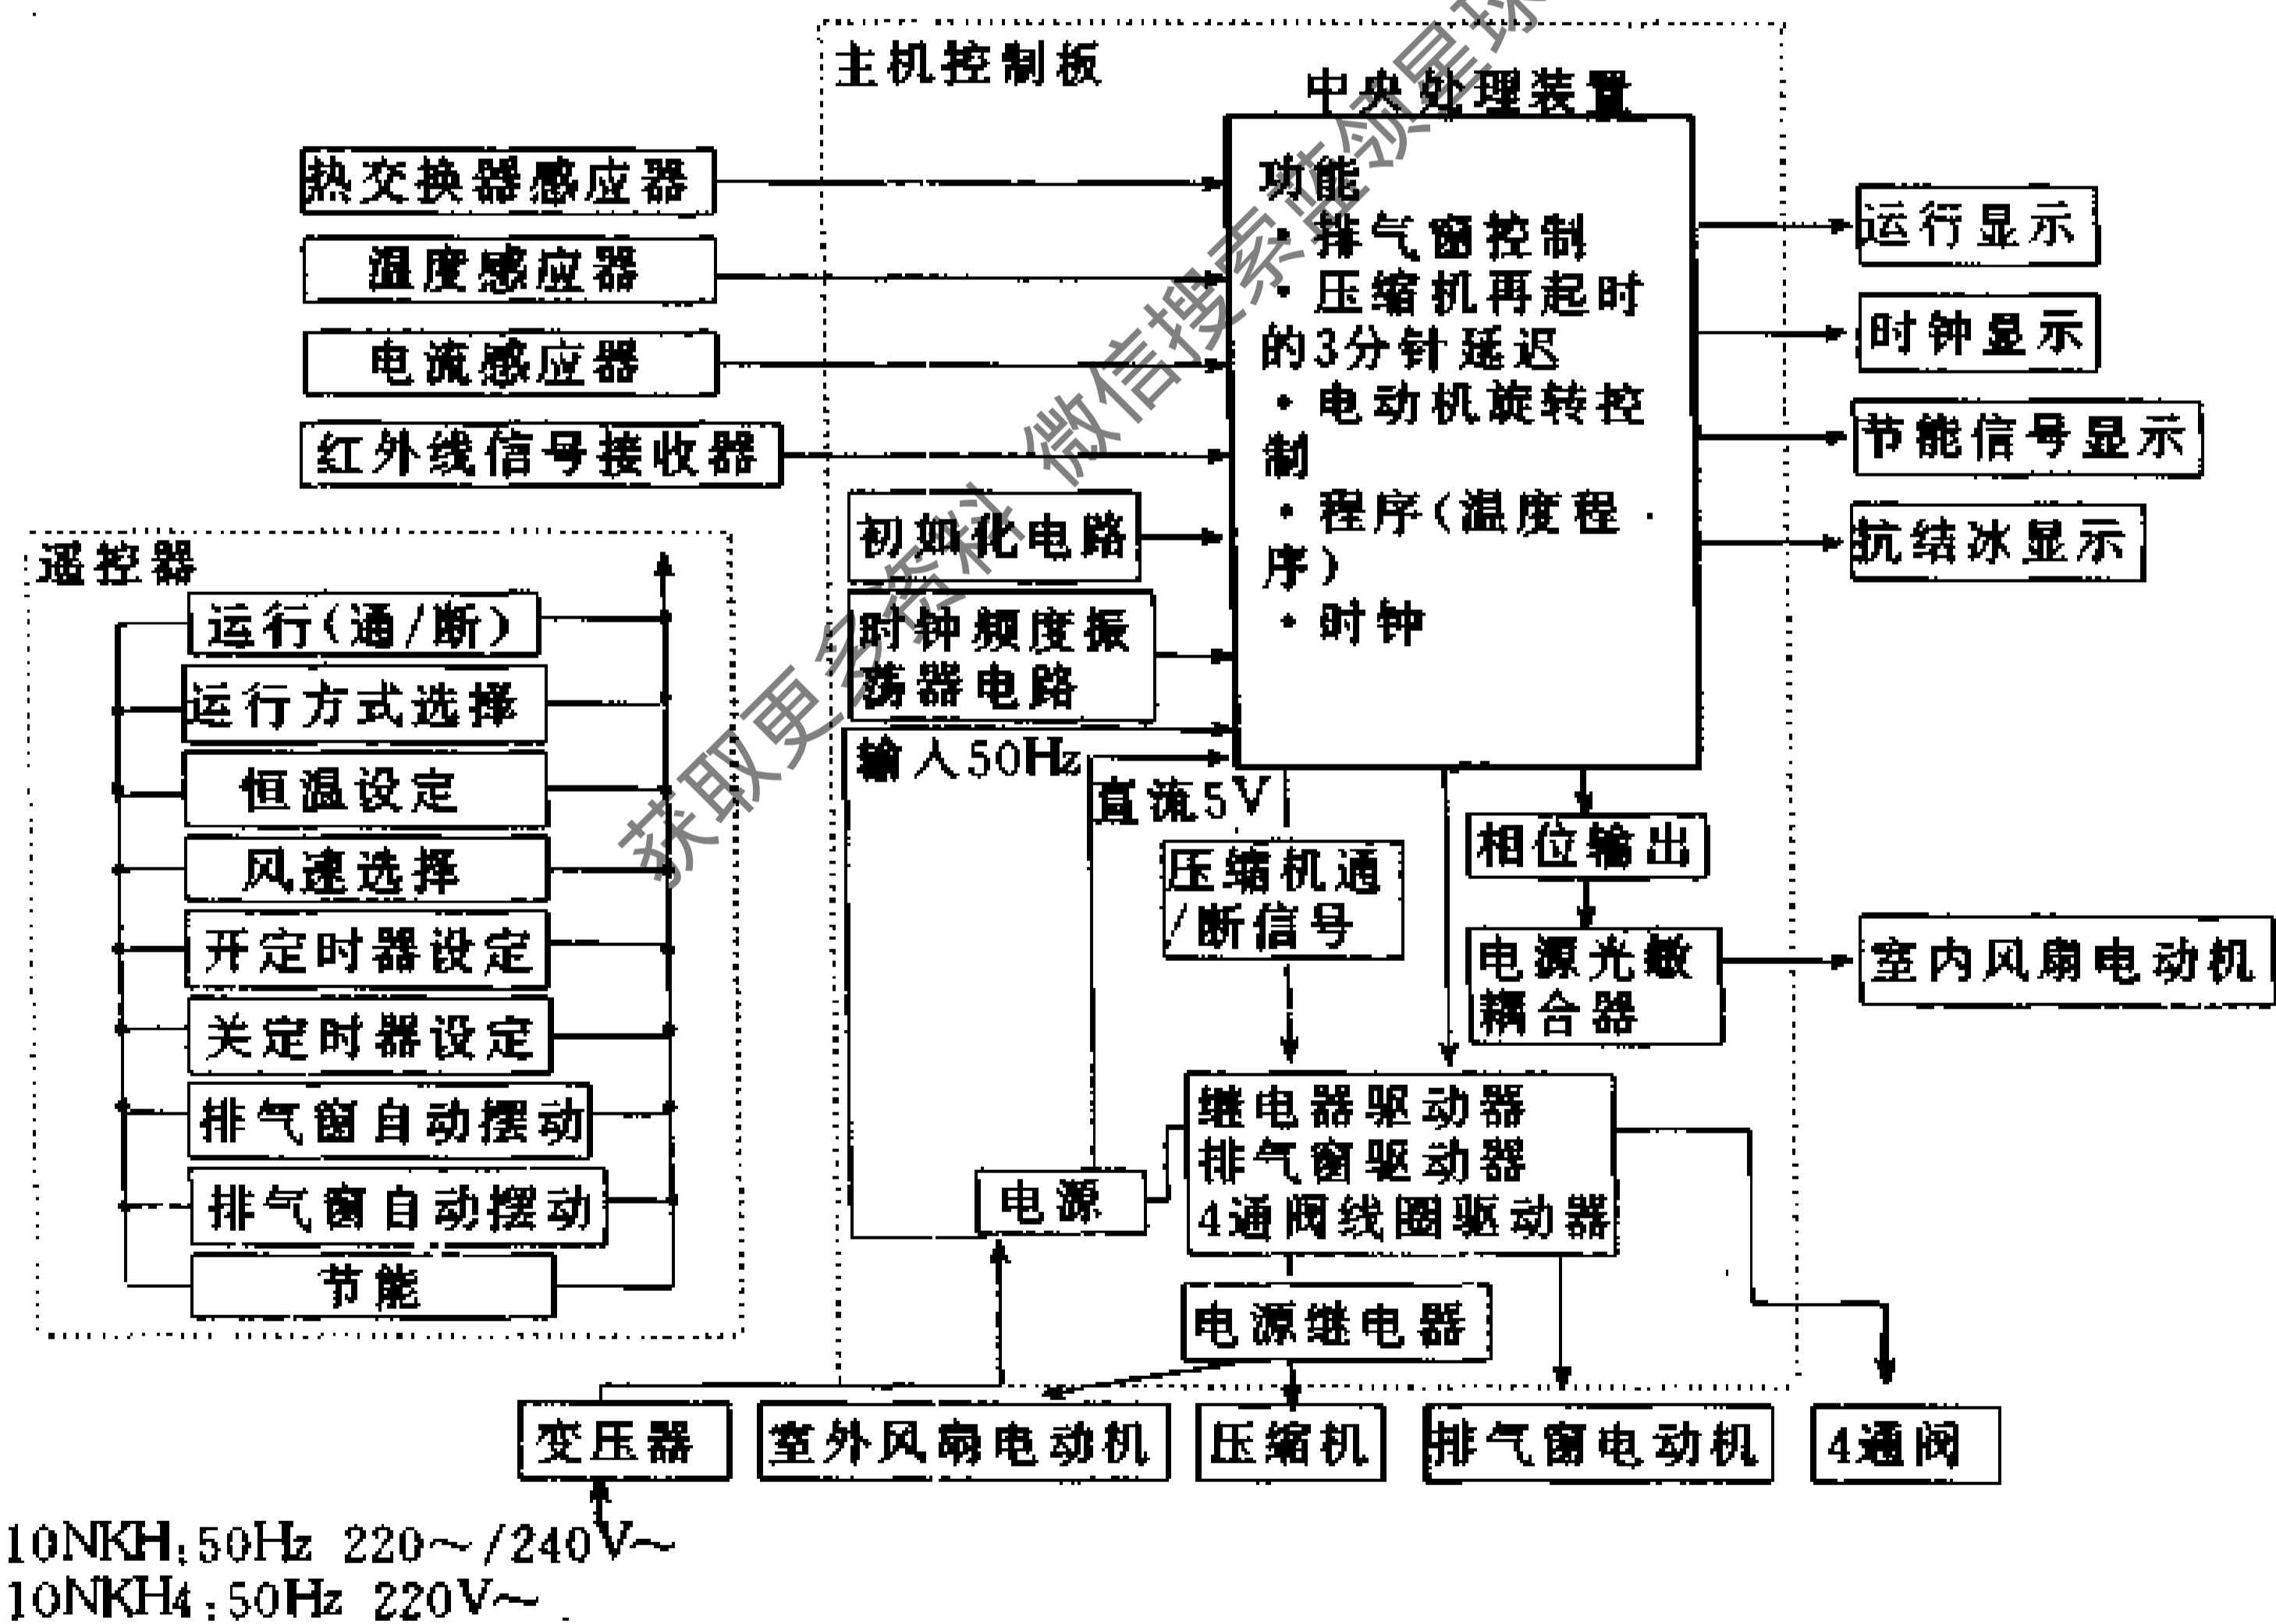 主机控制板
中央处理装置
热交换器感应器
温度感应器
电流感应器
红外线信号接收器
功能
·排气窗控制
·压缩机再起时
的3分针延迟
·电动机旋转控
制
·程序(温度程
序)
·时钟
运行显示
时钟显示
节能信号显示
抗结冰显示
初如化电路
时钟频度振
荡器电路
输入50Hz
直流5V
遥控器
运行(通/断)
运行方式选择
恒温设定
风速选择
开定时器设定
关定时器设定
排气窗自动摆动
排气窗自动摆动
节能
压缩机通
/断信号
相位输出
电源光敏
耦合器
室内风扇电动机
继电器驱动器
排气窗驱动器
4通阀线圈驱动器
电源
电源继电器
变压器
室外风扇电动机
压缩机
排气窗电动机
4通阀
10NKH:50Hz 220～/240V～
10NKH4:50Hz 220V～
获取更多资料 微信搜索蓝领星球